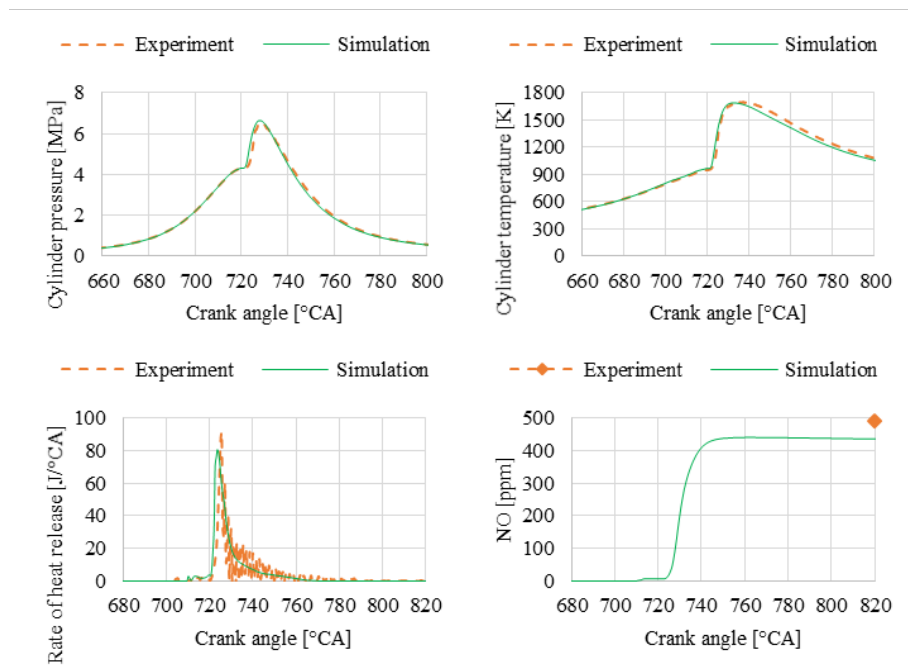 Experiment Simulation
Cylinder pressure [MPa]
8
6
4
2
0
660 680 700 720 740 760 780 800
Crank angle [°CA]
Experiment Simulation
Cylinder temperature [K]
1800
1500
1200
900
600
300
0
660 680 700 720 740 760 780 800
Crank angle [°CA]
Experiment Simulation
Rate of heat release [J/°CA]
100
80
60
40
20
0
680 700 720 740 760 780 800 820
Crank angle [°CA]
Experiment Simulation
NO [ppm]
500
400
300
200
100
0
680 700 720 740 760 780 800 820
Crank angle [°CA]